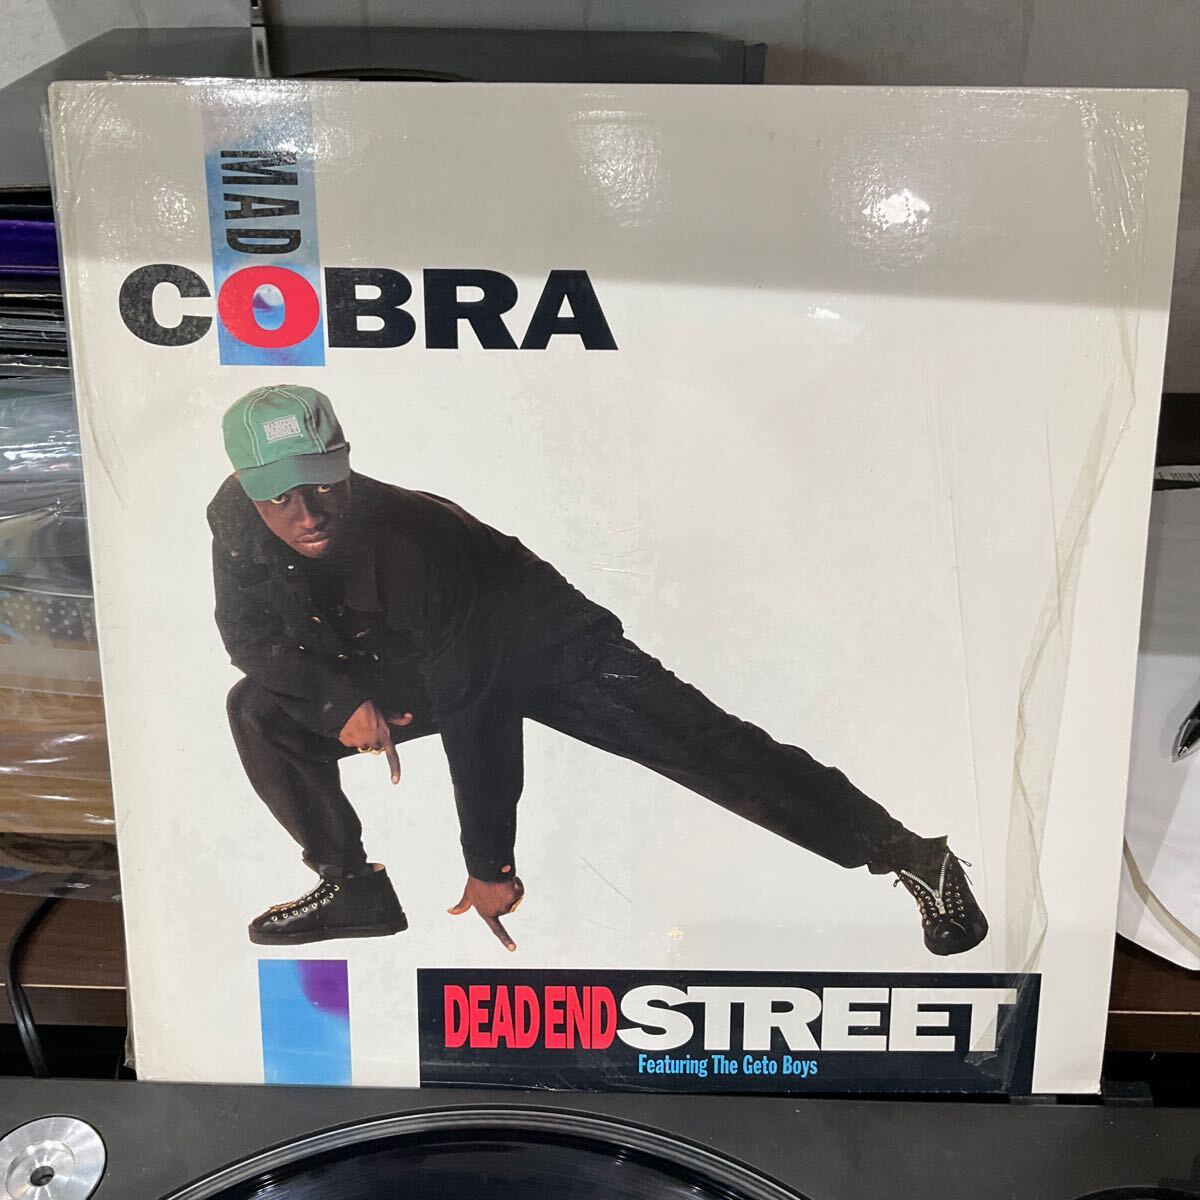 MAD
COBRA
DEAD END STREET
Featuring The Geto Boys